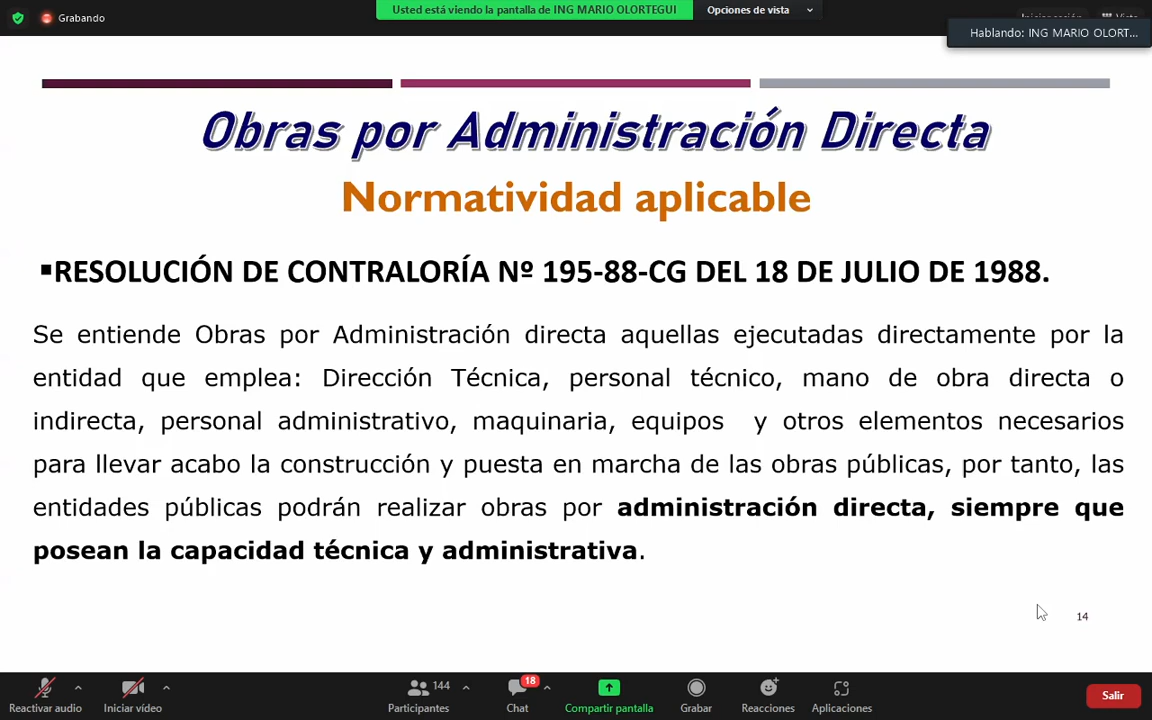 Grabando
Usted está viendo la pantalla de ING MARIO OLORTEGUI
Opciones de vista
Hablando: ING MARIO OLORT...
Obras por Administración Directa
Normatividad aplicable
▪RESOLUCIÓN DE CONTRALORÍA Nº 195-88-CG DEL 18 DE JULIO DE 1988.
Se entiende Obras por Administración directa aquellas ejecutadas directamente por la
entidad que emplea: Dirección Técnica, personal técnico, mano de obra directa o
indirecta, personal administrativo, maquinaria, equipos y otros elementos necesarios
para llevar acabo la construcción y puesta en marcha de las obras públicas, por tanto, las
entidades públicas podrán realizar obras por administración directa, siempre que
posean la capacidad técnica y administrativa.
14
Reactivar audio
Iniciar vídeo
144
Participantes
18
Chat
Compartir pantalla
Grabar
Reacciones
Aplicaciones
Salir